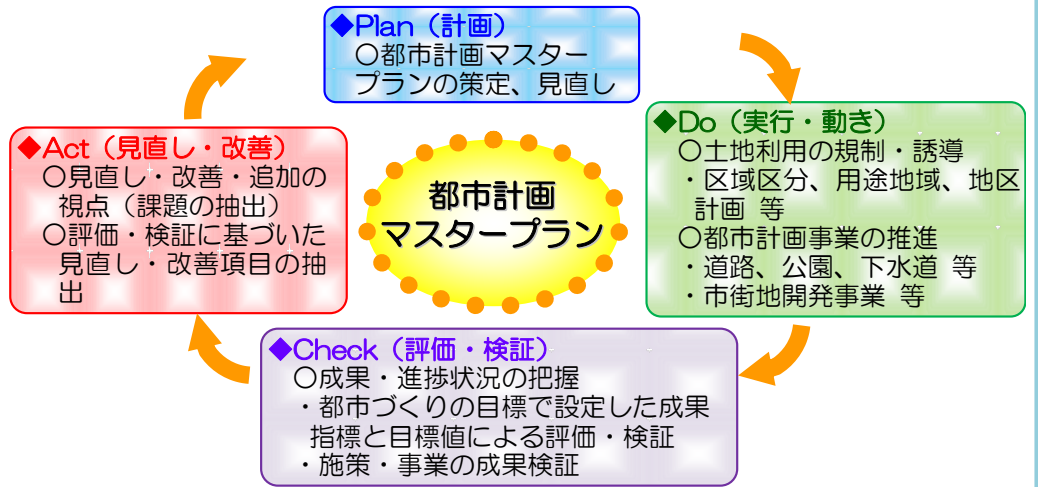 ◆Plan（計画）
○都市計画マスター
プランの策定、見直し
◆Do（実行・動き）
○土地利用の規制・誘導
・区域区分、用途地域、地区
計画 等
○都市計画事業の推進
・道路、公園、下水道 等
・市街地開発事業 等
◆Check（評価・検証）
○成果・進捗状況の把握
・都市づくりの目標で設定した成果
指標と目標値による評価・検証
・施策・事業の成果検証
◆Act（見直し・改善）
○見直し・改善・追加の
視点（課題の抽出）
○評価・検証に基づいた
見直し・改善項目の抽
出
都市計画
マスタープラン